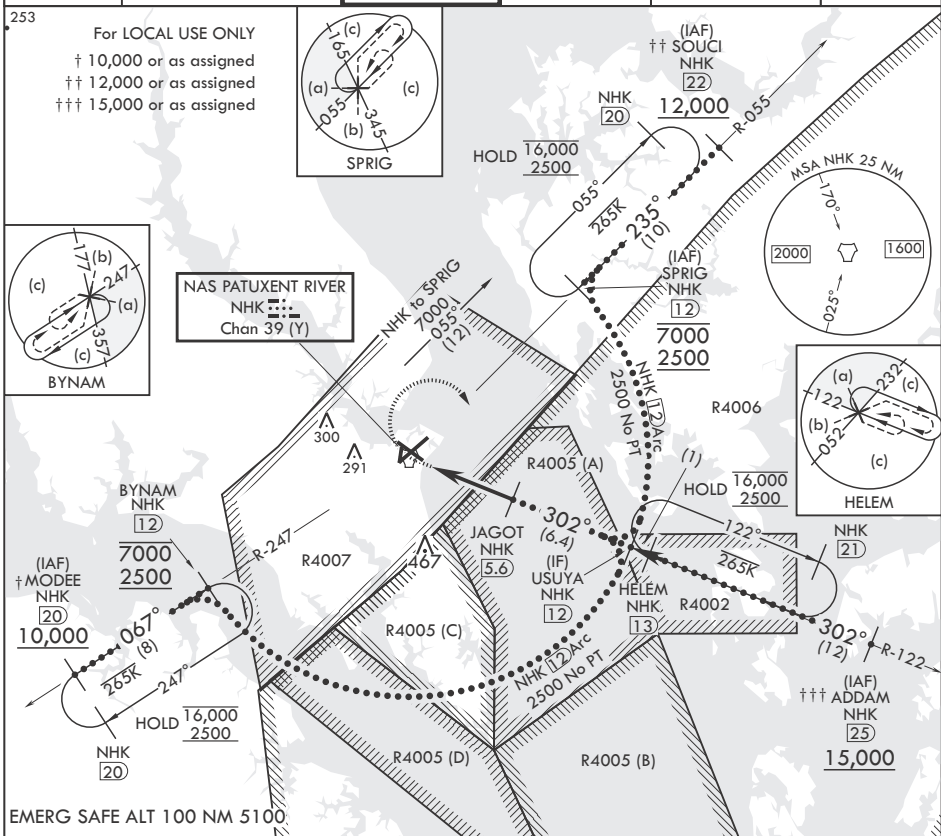 253
For LOCAL USE ONLY
† 10,000 or as assigned
†† 12,000 or as assigned
††† 15,000 or as assigned
(c)
165
(a)
(c)
055
(b)
345
SPRIG
(IAF)
†† SOUCI
NHK
22
12,000
R-055
NHK
20
HOLD
16,000
2500
055°
265K
235°
(10)
MSA NHK 25 NM
170°
2000
1600
025°
(IAF)
SPRIG
NHK
12
7000
2500
(b)
177
(c)
247
(a)
357
(c)
BYNAM
NAS PATUXENT RIVER
NHK
Chan 39 (Y)
NHK to SPRIG
7000
055°
(12)
NHK 12 Arc
2500 No PT
R4006
(a)
232
(c)
122
(b)
052
(c)
HELEM
300
291
R4005 (A)
(1)
HOLD
16,000
2500
122°
NHK
21
265K
BYNAM
NHK
12
7000
2500
R-247
R4007
467
JAGOT
NHK
5.6
302°
(6.4)
(IF)
USUYA
NHK
12
HELEM
NHK
13
R4002
302°
(12)
R-122
(IAF)
†MODEE
NHK
20
10,000
067°
(8)
265K
247°
HOLD
16,000
2500
NHK
20
R4005 (C)
NHK 12 Arc
2500 No PT
(IAF)
††† ADDAM
NHK
25
15,000
R4005 (D)
R4005 (B)
EMERG SAFE ALT 100 NM 5100